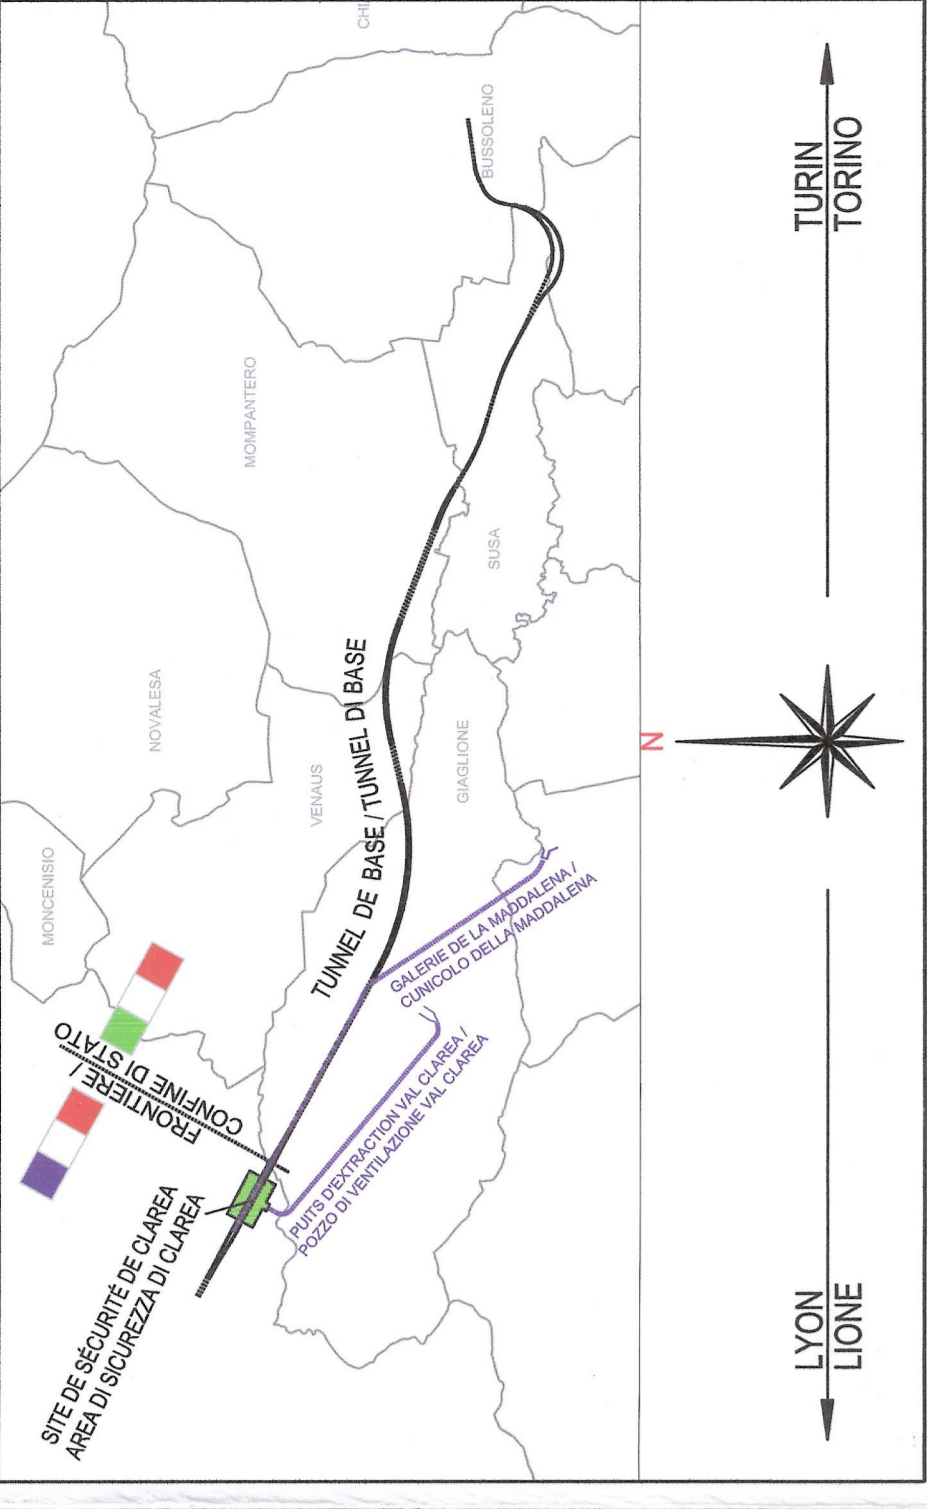 MONCENISIO
NOVALESA
MOMPANTERO
FRONTIERE /
CONFINE DI STATO
SITE DE SÉCURITÉ DE CLAREA
AREA DI SICUREZZA DI CLAREA
VENAUS
TUNNEL DE BASE / TUNNEL DI BASE
PUITS D'EXTRACTION VAL CLAREA /
POZZO DI VENTILAZIONE VAL CLAREA
GALERIE DE LA MADDALENA /
CUNICOLO DELLA MADDALENA
GIAGLIONE
SUSA
BUSSOLENO
N
LYON
LIONE
TURIN
TORINO